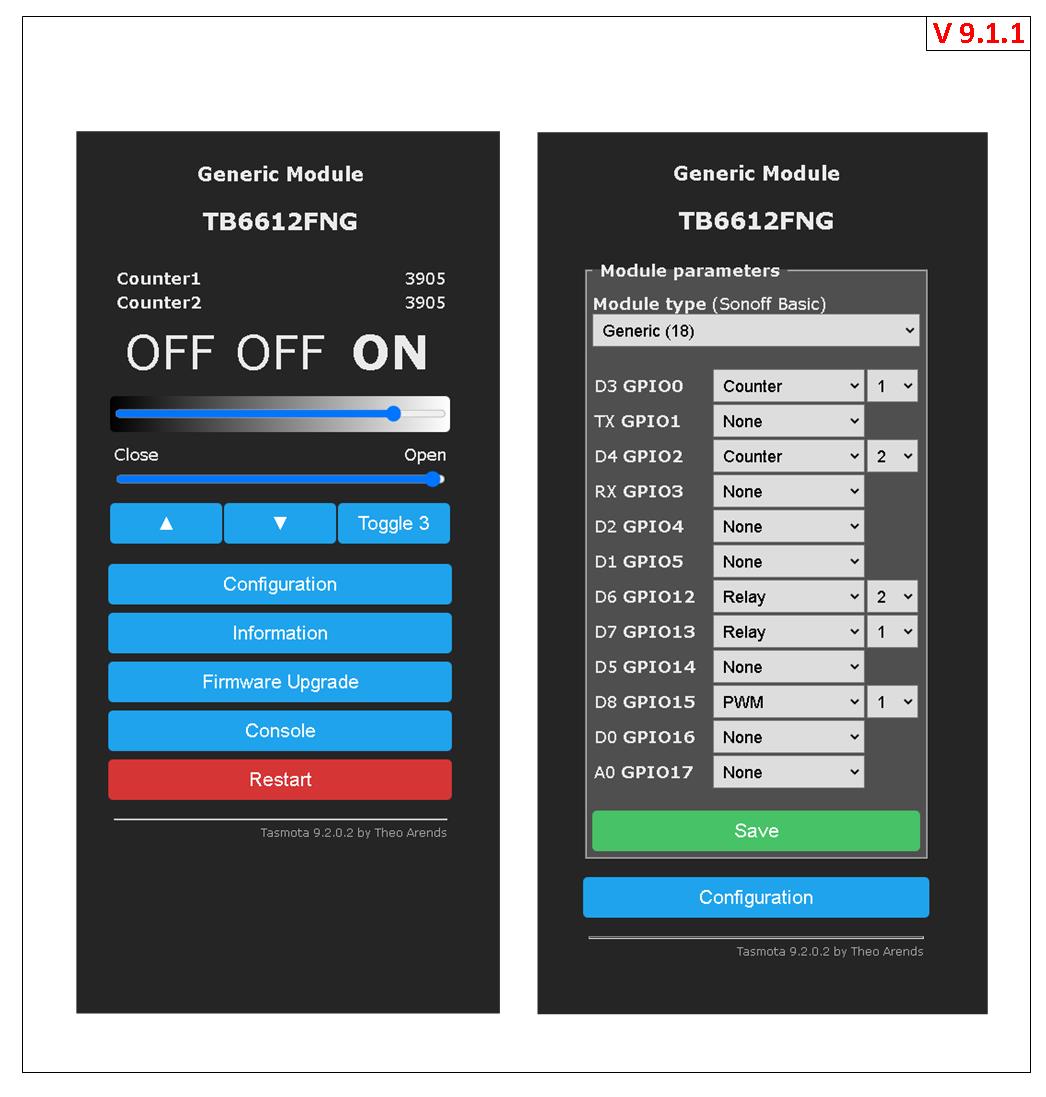 V 9.1.1
Generic Module
TB6612FNG
Counter1 3905
Counter2 3905
OFF OFF ON
Close Open
▲ ▼ Toggle 3
Configuration
Information
Firmware Upgrade
Console
Restart
Tasmota 9.2.0.2 by Theo Arends
Generic Module
TB6612FNG
Module parameters
Module type (Sonoff Basic)
Generic (18)
D3 GPIO0 Counter 1
TX GPIO1 None
D4 GPIO2 Counter 2
RX GPIO3 None
D2 GPIO4 None
D1 GPIO5 None
D6 GPIO12 Relay 2
D7 GPIO13 Relay 1
D5 GPIO14 None
D8 GPIO15 PWM 1
D0 GPIO16 None
A0 GPIO17 None
Save
Configuration
Tasmota 9.2.0.2 by Theo Arends